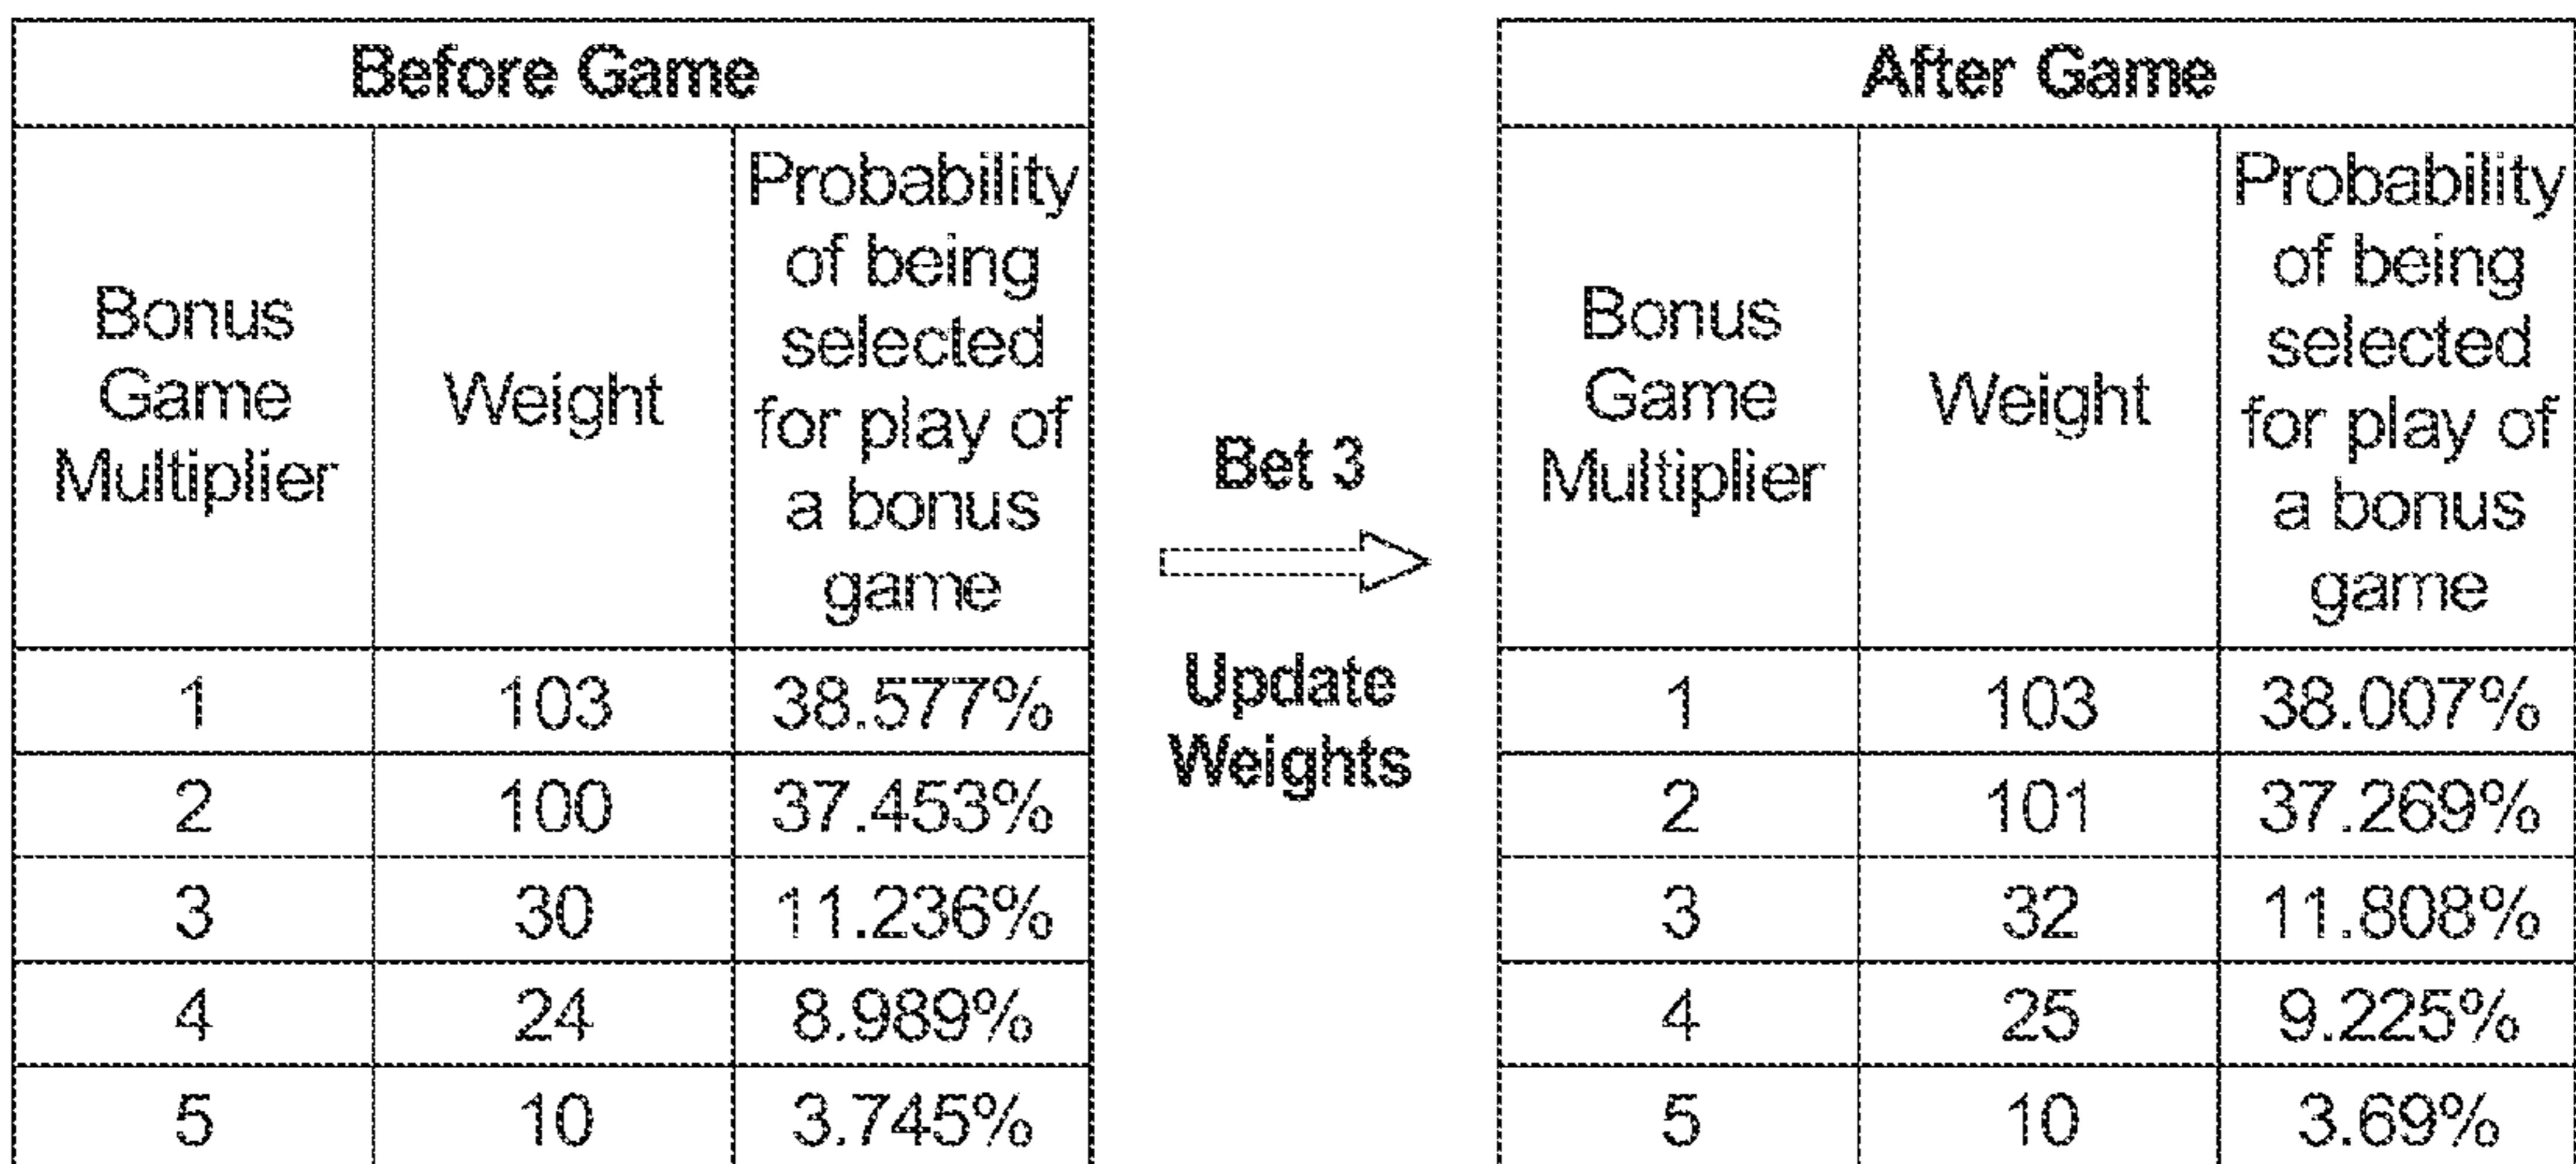 Before Game
Bonus
Game
Multiplier
Weight
Probability
of being
selected
for play of
a bonus
game
1 103 38.577%
2 100 37.453%
3 30 11.236%
4 24 8.989%
5 10 3.745%
Bet 3
Update
Weights
After Game
Bonus
Game
Multiplier
Weight
Probability
of being
selected
for play of
a bonus
game
1 103 38.007%
2 101 37.269%
3 32 11.808%
4 25 9.225%
5 10 3.69%